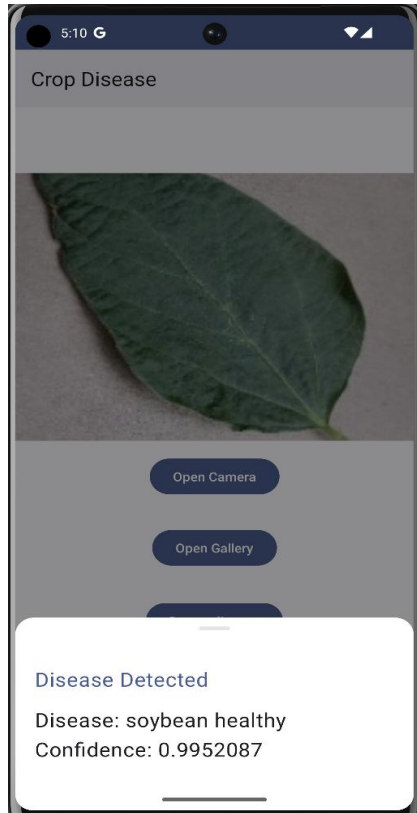 5:10 G
Crop Disease
Open Camera
Open Gallery
Disease Detected
Disease: soybean healthy
Confidence: 0.9952087